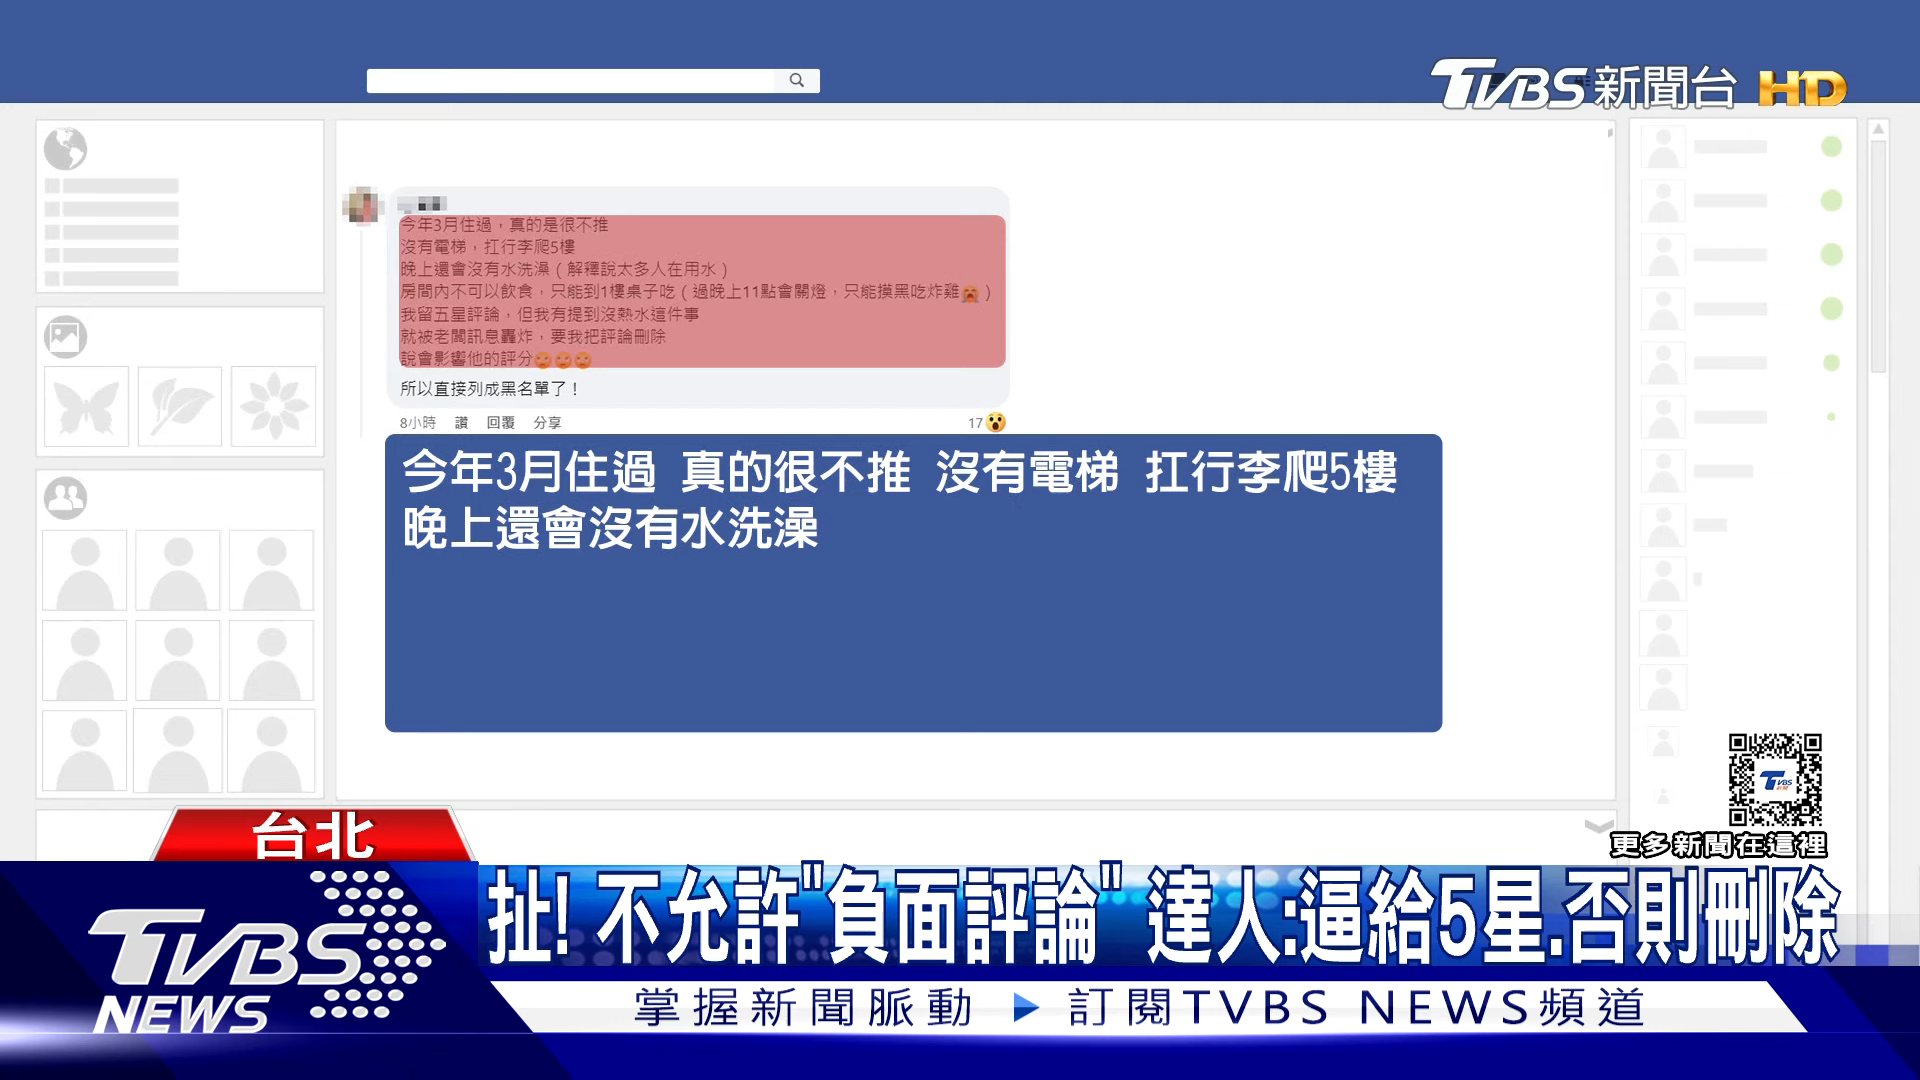 TVBS新聞台 HD
今年3月住過，真的是很不推
沒有電梯，扛行李爬5樓
晚上還會沒有水洗澡（解釋說太多人在用水）
房間內不可以飲食，只能到1樓桌子吃（過晚上11點會關燈，只能摸黑吃炸雞😭）
我留五星評論，但我有提到沒熱水這件事
就被老闆訊息轟炸，要我把評論刪除
說會影響他的評分🙄🙄🙄
所以直接列成黑名單了！
8小時 讚 回覆 分享 17😮
今年3月住過 真的很不推 沒有電梯 扛行李爬5樓
晚上還會沒有水洗澡
TVBS新聞
更多新聞在這裡
台北
扯! 不允許"負面評論" 達人:逼給5星.否則刪除
TVBS NEWS
掌握新聞脈動 ▶ 訂閱TVBS NEWS頻道